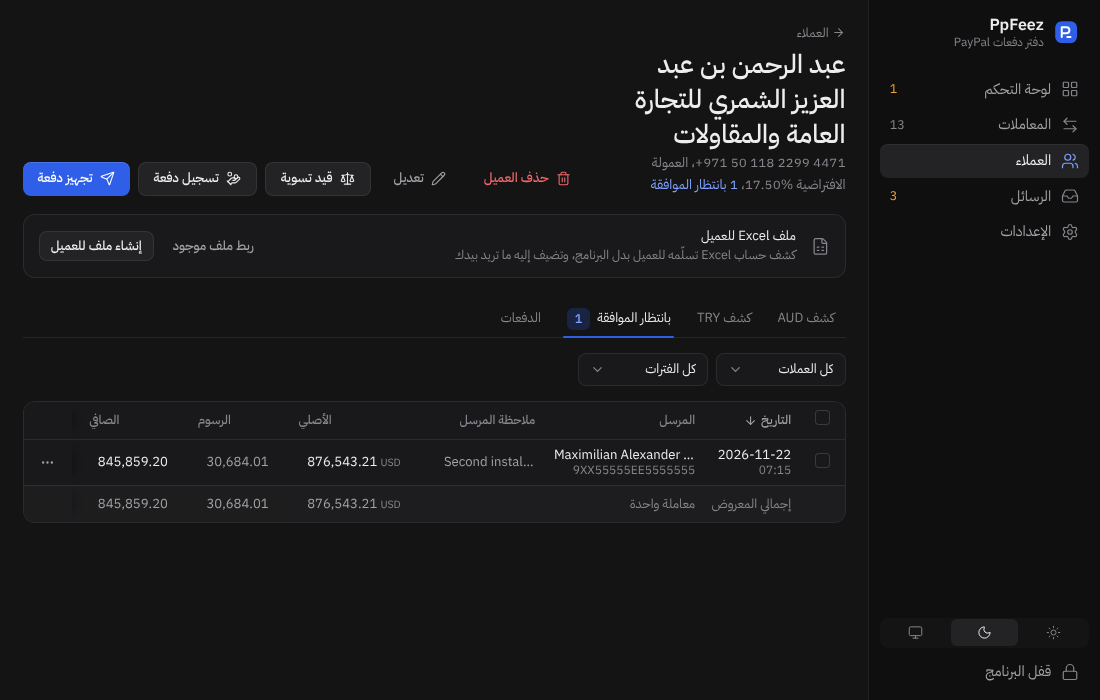 PpFeez
دفتر دفعات PayPal
لوحة التحكم 1
المعاملات 13
العملاء
الرسائل 3
الإعدادات
قفل البرنامج
العملاء
عبد الرحمن بن عبد
العزيز الشمري للتجارة
العامة والمقاولات
+971 50 118 2299 4471، العمولة
الافتراضية 17.50%، 1 بانتظار الموافقة
حذف العميل
تعديل
قيد تسوية
تسجيل دفعة
تجهيز دفعة
ملف Excel للعميل
كشف حساب Excel تسلّمه للعميل بدل البرنامج، وتضيف إليه ما تريد بيدك
ربط ملف موجود
إنشاء ملف للعميل
كشف AUD كشف TRY بانتظار الموافقة 1 الدفعات
كل العملات كل الفترات
التاريخ المرسل ملاحظة المرسل الأصلي الرسوم الصافي
2026-11-22 Maximilian Alexander ... Second instal... 876,543.21 USD 30,684.01 845,859.20
07:15 9XX55555EE5555555
إجمالي المعروض معاملة واحدة 876,543.21 USD 30,684.01 845,859.20